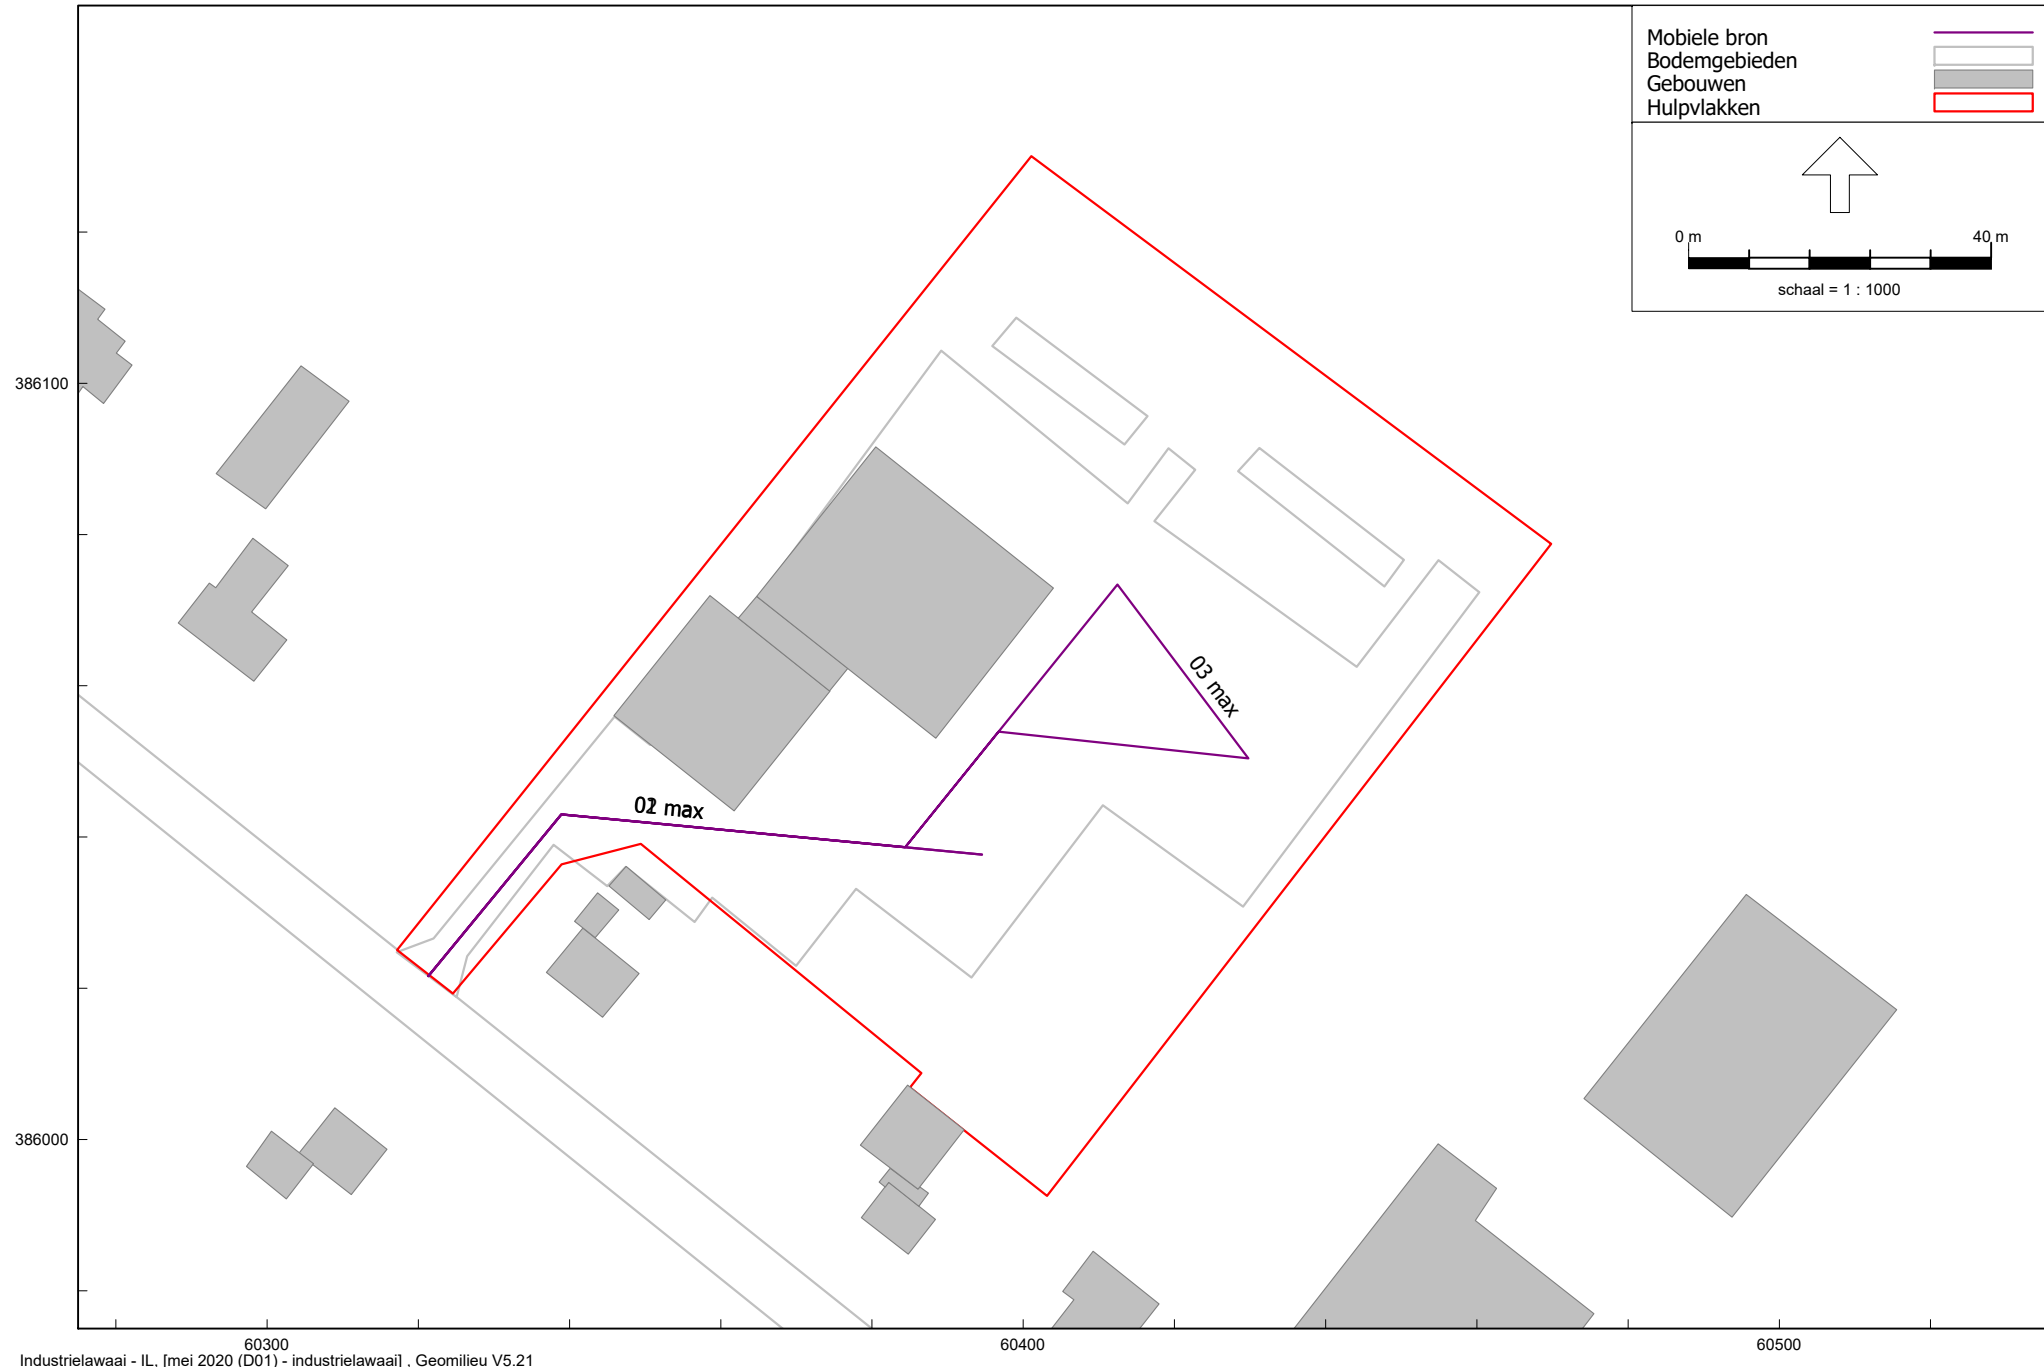 Mobiele bron
Bodemgebieden
Gebouwen
Hulpvlakken
0 m 40 m
schaal = 1 : 1000
386100
03 max
max
386000
60300 60400 60500
Industrielawaai - IL, [mei 2020 (D01) - industrielawaai] , Geomilieu V5.21